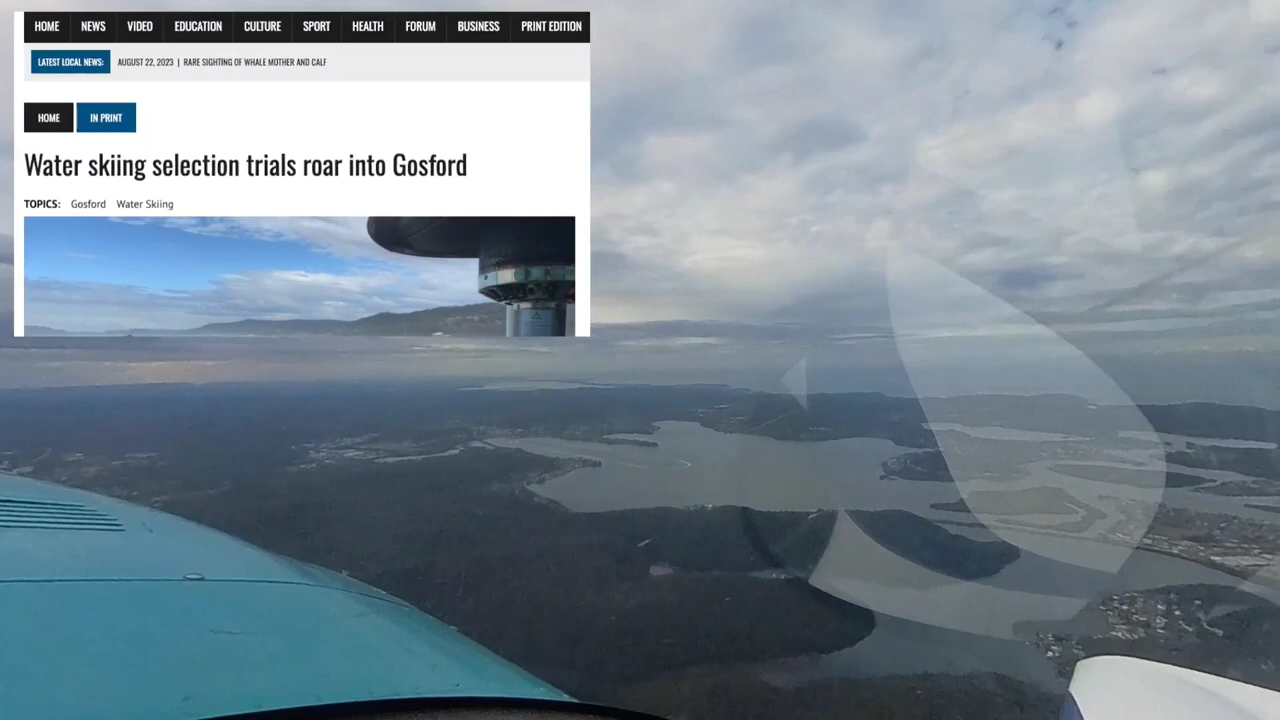 HOME NEWS VIDEO EDUCATION CULTURE SPORT HEALTH FORUM BUSINESS PRINT EDITION
LATEST LOCAL NEWS: AUGUST 22, 2023 | RARE SIGHTING OF WHALE MOTHER AND CALF
HOME IN PRINT
Water skiing selection trials roar into Gosford
TOPICS: Gosford Water Skiing